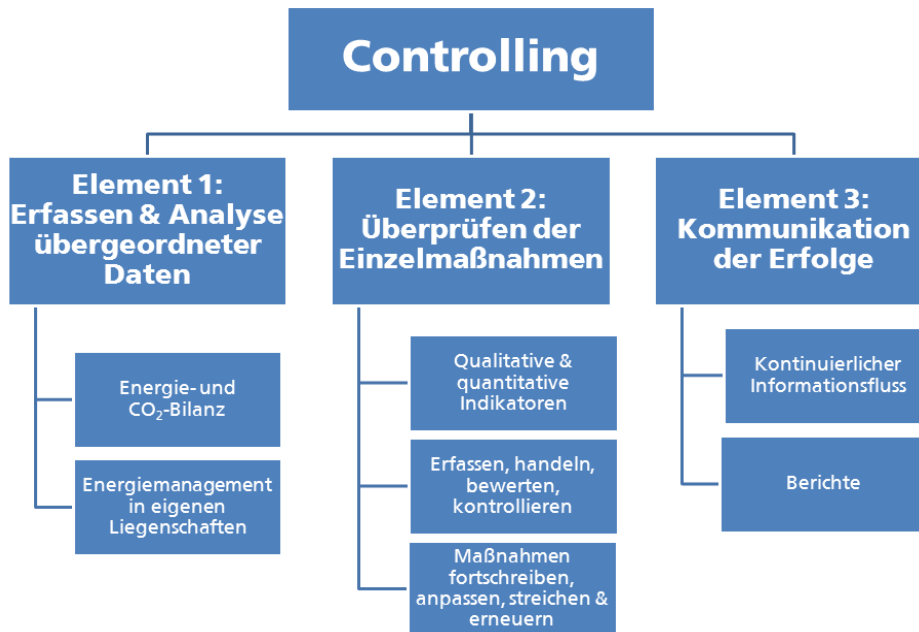 Controlling
Element 1:
Erfassen & Analyse
übergeordneter
Daten
Energie- und
CO₂-Bilanz
Energiemanagement
in eigenen
Liegenschaften
Element 2:
Überprüfen der
Einzelmaßnahmen
Qualitative &
quantitative
Indikatoren
Erfassen, handeln,
bewerten,
kontrollieren
Maßnahmen
fortschreiben,
anpassen, streichen &
erneuern
Element 3:
Kommunikation
der Erfolge
Kontinuierlicher
Informationsfluss
Berichte